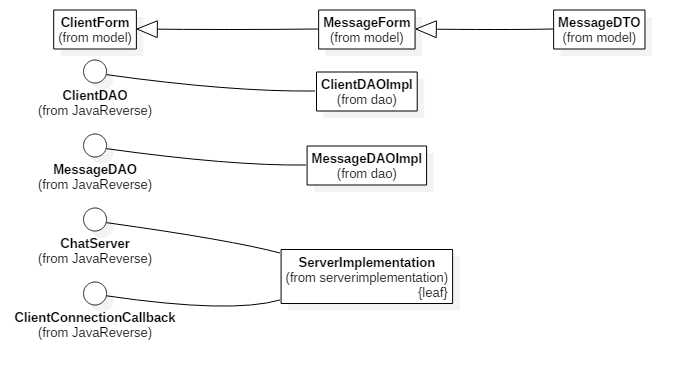 ClientForm
(from model)
MessageForm
(from model)
MessageDTO
(from model)
ClientDAO
(from JavaReverse)
ClientDAOImpl
(from dao)
MessageDAO
(from JavaReverse)
MessageDAOImpl
(from dao)
ChatServer
(from JavaReverse)
ServerImplementation
(from serverimplementation)
{leaf}
ClientConnectionCallback
(from JavaReverse)